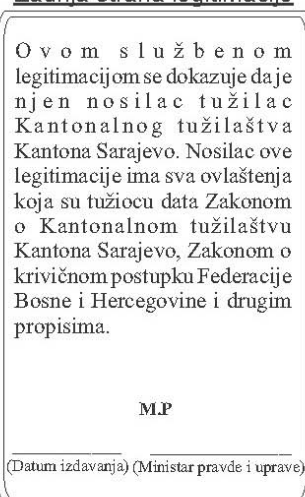 Zadnja strana legitimacije
Ovom službenom
legitimacijom se dokazuje da je
njen nosilac tužilac
Kantonalnog tužilaštva
Kantona Sarajevo. Nosilac ove
legitimacije ima sva ovlaštenja
koja su tužiocu data Zakonom
o Kantonalnom tužilaštvu
Kantona Sarajevo, Zakonom o
krivičnom postupku Federacije
Bosne i Hercegovine i drugim
propisima.
M.P
(Datum izdavanja) (Ministar pravde i uprave)